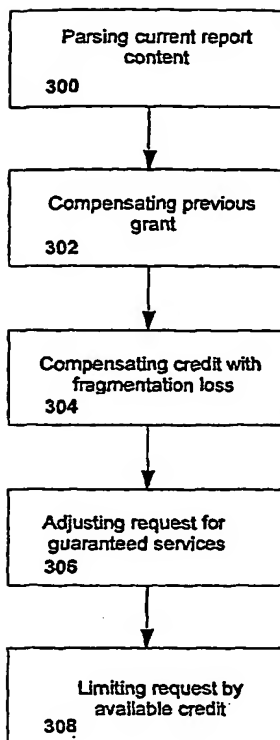 Parsing current report
content
300
Compensating previous
grant
302
Compensating credit with
fragmentation loss
304
Adjusting request for
guaranteed services
306
Limiting request by
available credit
308